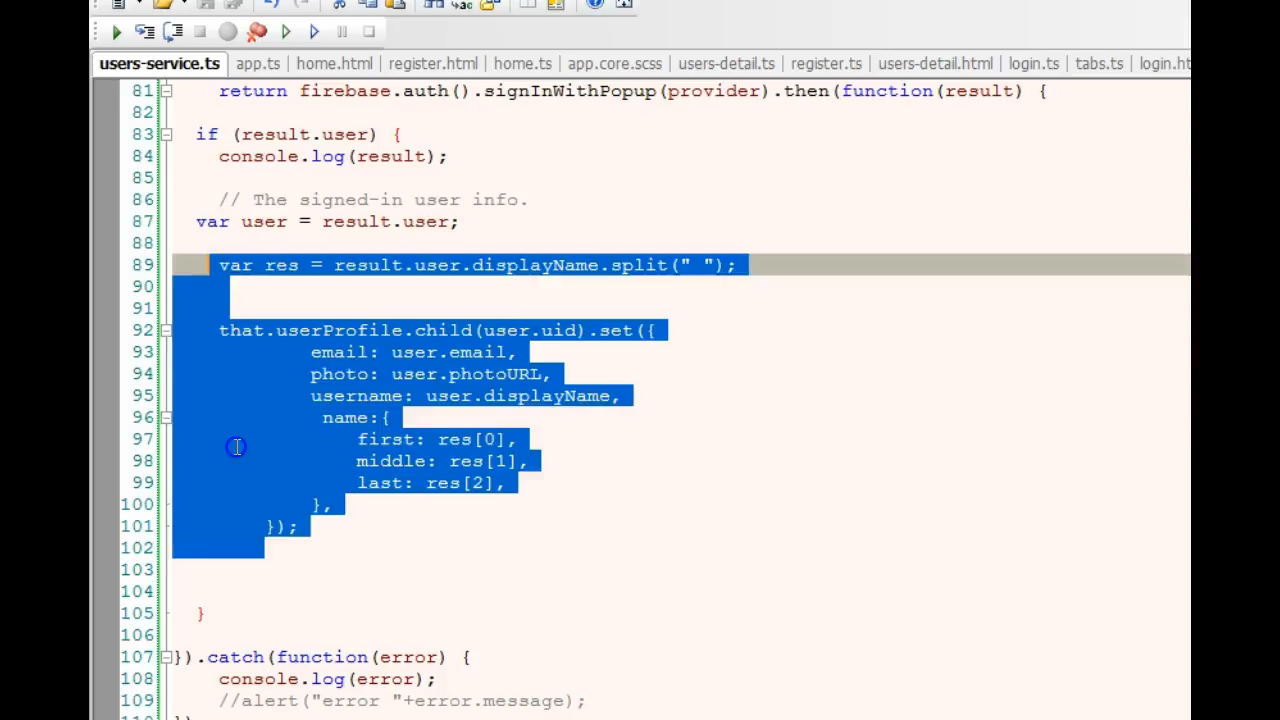 users-service.ts app.ts home.html register.html home.ts app.core.scss users-detail.ts register.ts users-detail.html login.ts tabs.ts login.ht
81 return firebase.auth().signInWithPopup(provider).then(function(result) {
82
83 if (result.user) {
84 console.log(result);
85
86 // The signed-in user info.
87 var user = result.user;
88
89 var res = result.user.displayName.split(" ");
90
91
92 that.userProfile.child(user.uid).set({
93 email: user.email,
94 photo: user.photoURL,
95 username: user.displayName,
96 name:{
97 first: res[0],
98 middle: res[1],
99 last: res[2],
100 },
101 });
102
103
104
105 }
106
107 }).catch(function(error) {
108 console.log(error);
109 //alert("error "+error.message);